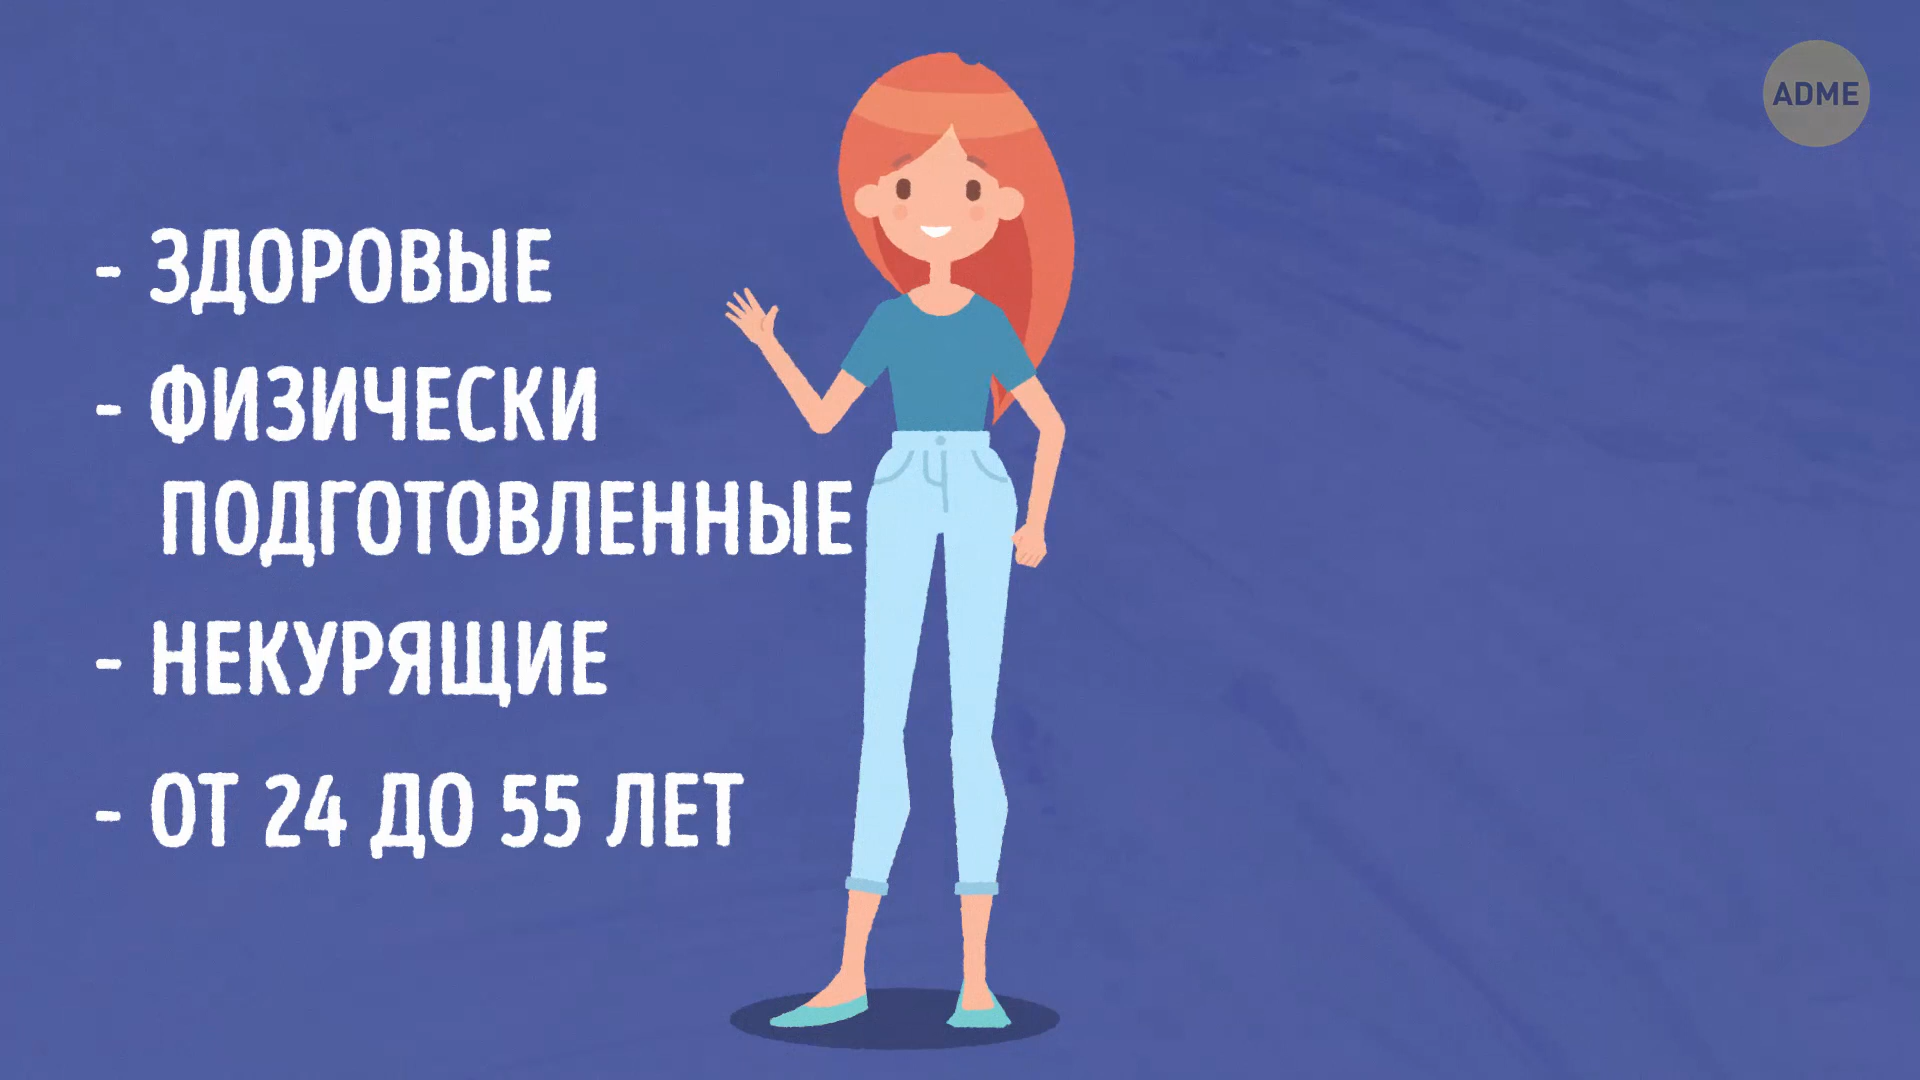 ADME
- ЗДОРОВЫЕ
- ФИЗИЧЕСКИ
ПОДГОТОВЛЕННЫЕ
- НЕКУРЯЩИЕ
- ОТ 24 ДО 55 ЛЕТ